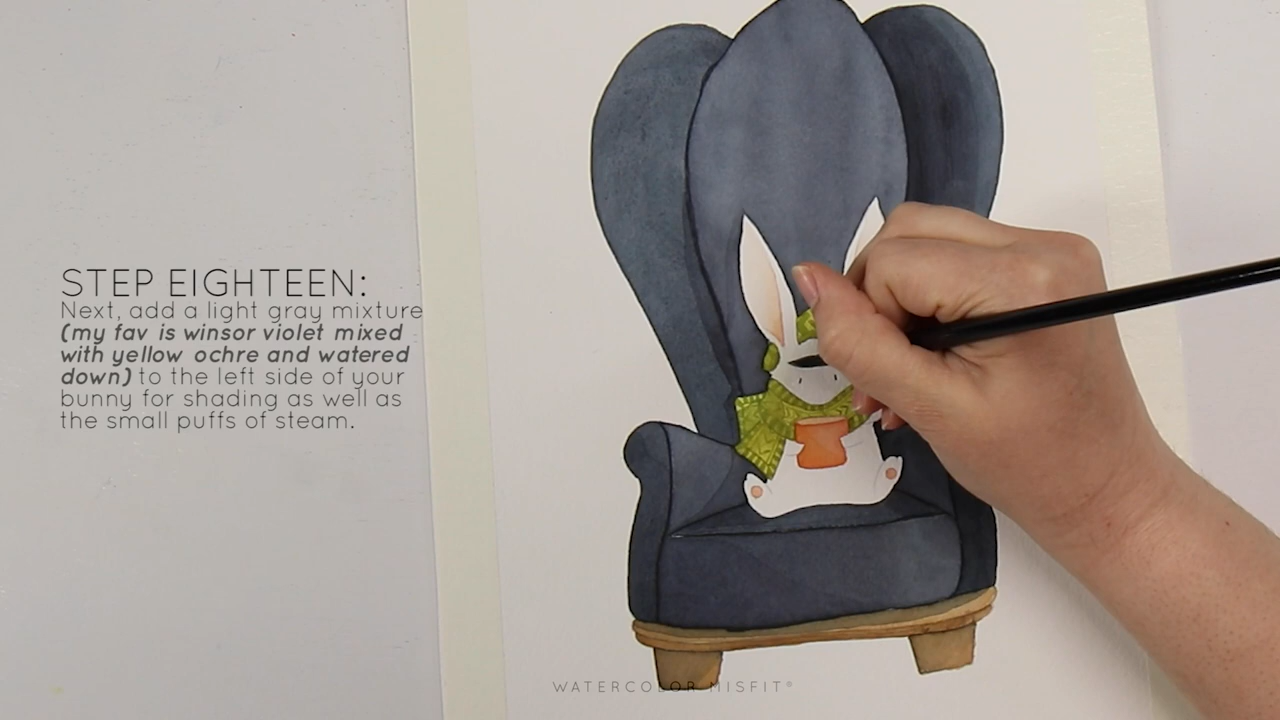 STEP EIGHTEEN:
Next, add a light gray mixture
(my fav is winsor violet mixed
with yellow ochre and watered
down) to the left side of your
bunny for shading as well as
the small puffs of steam.
WATERCOLOR MISFIT®